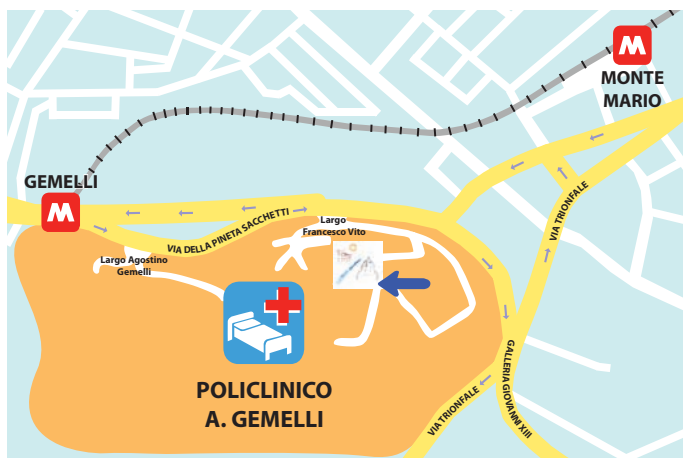 M
MONTE
MARIO
GEMELLI
M
VIA DELLA PINETA SACCHETTI
Largo
Francesco Vito
Largo Agostino
Gemelli
VIA TRIONFALE
POLICLINICO
A. GEMELLI
VIA TRIONFALE
GALLERIA GIOVANNI XIII